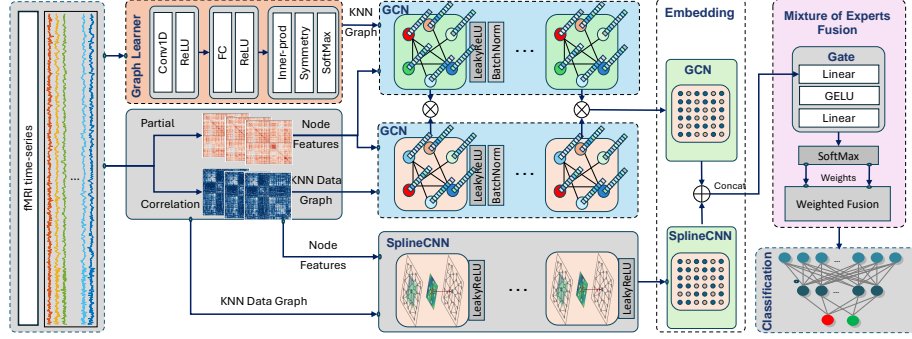 fMRI time-series
...
Graph Learner
Conv1D
ReLU
FC
ReLU
Inner-prod
Symmetry
SoftMax
KNN
Graph
Partial
Correlation
Node
Features
KNN Data
Graph
GCN
LeakyReLU
BatchNorm
...
GCN
LeakyReLU
BatchNorm
...
Node
Features
KNN Data Graph
SplineCNN
LeakyReLU
...
LeakyReLU
Embedding
GCN
Concat
SplineCNN
Mixture of Experts
Fusion
Gate
Linear
GELU
Linear
SoftMax
Weights
Weighted Fusion
Classification
...
...